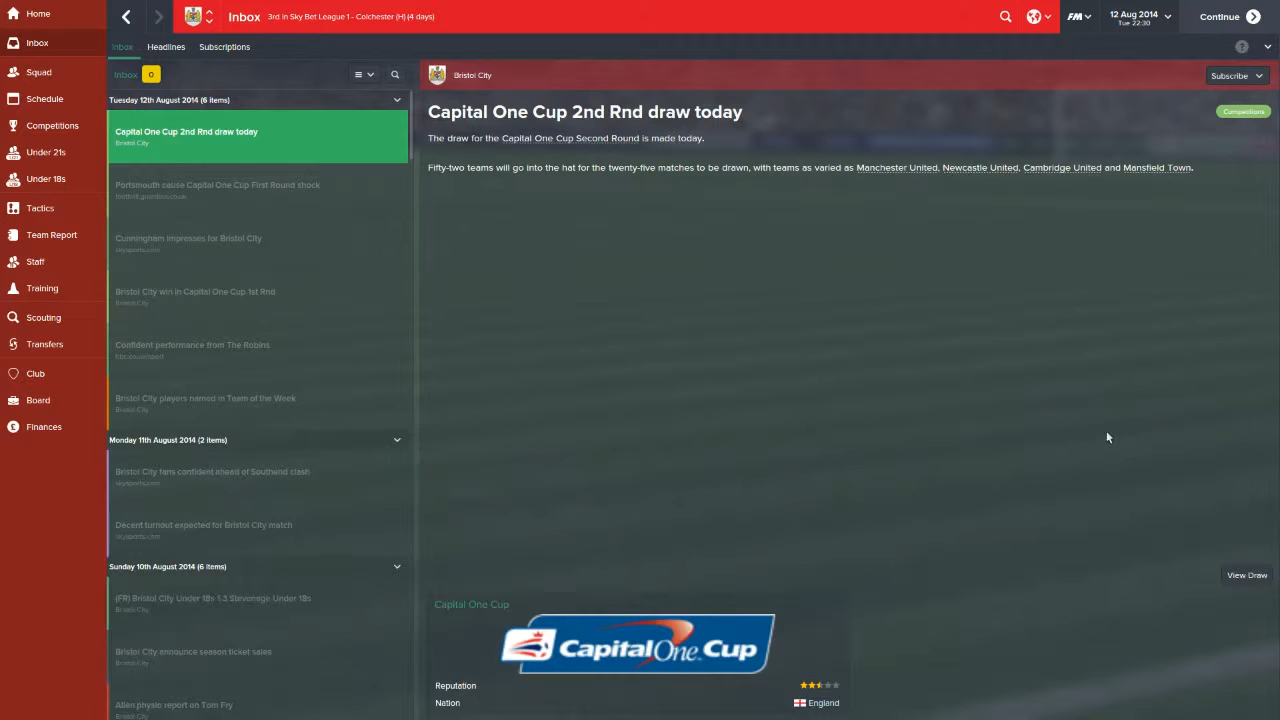 Home
Inbox
3rd in Sky Bet League 1 - Colchester (H) (4 days)
FM
12 Aug 2014
Tue 22:30
Continue
Inbox
Inbox
Headlines
Subscriptions
?
Inbox 0
Bristol City
Subscribe
Squad
Schedule
Competitions
Under 21s
Under 18s
Tactics
Team Report
Staff
Training
Scouting
Transfers
Club
Board
Finances
Tuesday 12th August 2014 (6 items)
Capital One Cup 2nd Rnd draw today
Bristol City
Portsmouth cause Capital One Cup First Round shock
football.guardian.co.uk
Cunningham impresses for Bristol City
skysports.com
Bristol City win in Capital One Cup 1st Rnd
Bristol City
Confident performance from The Robins
bbc.co.uk/sport
Bristol City players named in Team of the Week
Bristol City
Monday 11th August 2014 (2 items)
Bristol City fans confident ahead of Southend clash
skysports.com
Decent turnout expected for Bristol City match
skysports.com
Sunday 10th August 2014 (6 items)
(FR) Bristol City Under 18s 1-3 Stevenage Under 18s
Bristol City
Bristol City announce season ticket sales
Bristol City
Allen physio report on Tom Fry
Bristol City
Capital One Cup 2nd Rnd draw today
Competitions
The draw for the Capital One Cup Second Round is made today.
Fifty-two teams will go into the hat for the twenty-five matches to be drawn, with teams as varied as Manchester United, Newcastle United, Cambridge United and Mansfield Town.
View Draw
Capital One Cup
Capital One Cup
Reputation
Nation
England